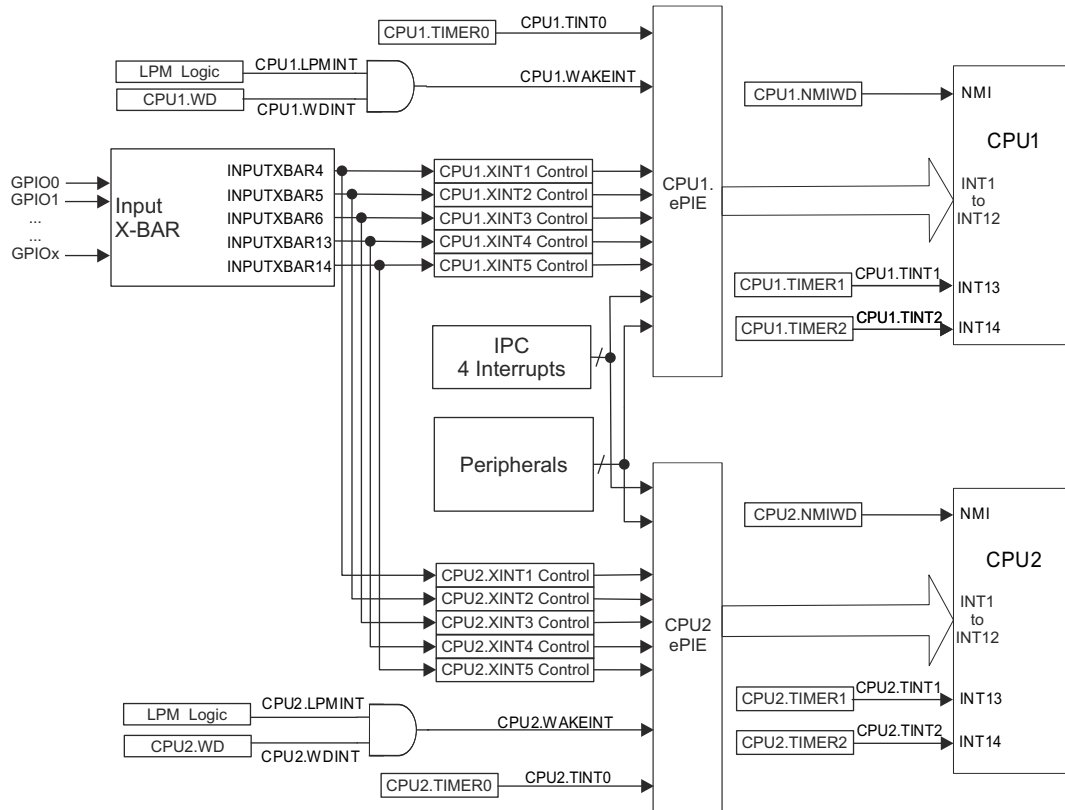 CPU1.TIMER0
CPU1.TINT0
LPM Logic
CPU1.LPMINT
CPU1.WD
CPU1.WDINT
CPU1.WAKEINT
GPIO0
GPIO1
...
...
GPIOx
Input
X-BAR
INPUTXBAR4
INPUTXBAR5
INPUTXBAR6
INPUTXBAR13
INPUTXBAR14
CPU1.XINT1 Control
CPU1.XINT2 Control
CPU1.XINT3 Control
CPU1.XINT4 Control
CPU1.XINT5 Control
CPU1.
ePIE
CPU1.NMIWD
NMI
CPU1
INT1
to
INT12
CPU1.TIMER1
CPU1.TINT1
INT13
CPU1.TIMER2
CPU1.TINT2
INT14
IPC
4 Interrupts
Peripherals
CPU2.XINT1 Control
CPU2.XINT2 Control
CPU2.XINT3 Control
CPU2.XINT4 Control
CPU2.XINT5 Control
CPU2
ePIE
CPU2.NMIWD
NMI
CPU2
INT1
to
INT12
CPU2.TIMER1
CPU2.TINT1
INT13
CPU2.TIMER2
CPU2.TINT2
INT14
LPM Logic
CPU2.LPMINT
CPU2.WD
CPU2.WDINT
CPU2.WAKEINT
CPU2.TIMER0
CPU2.TINT0